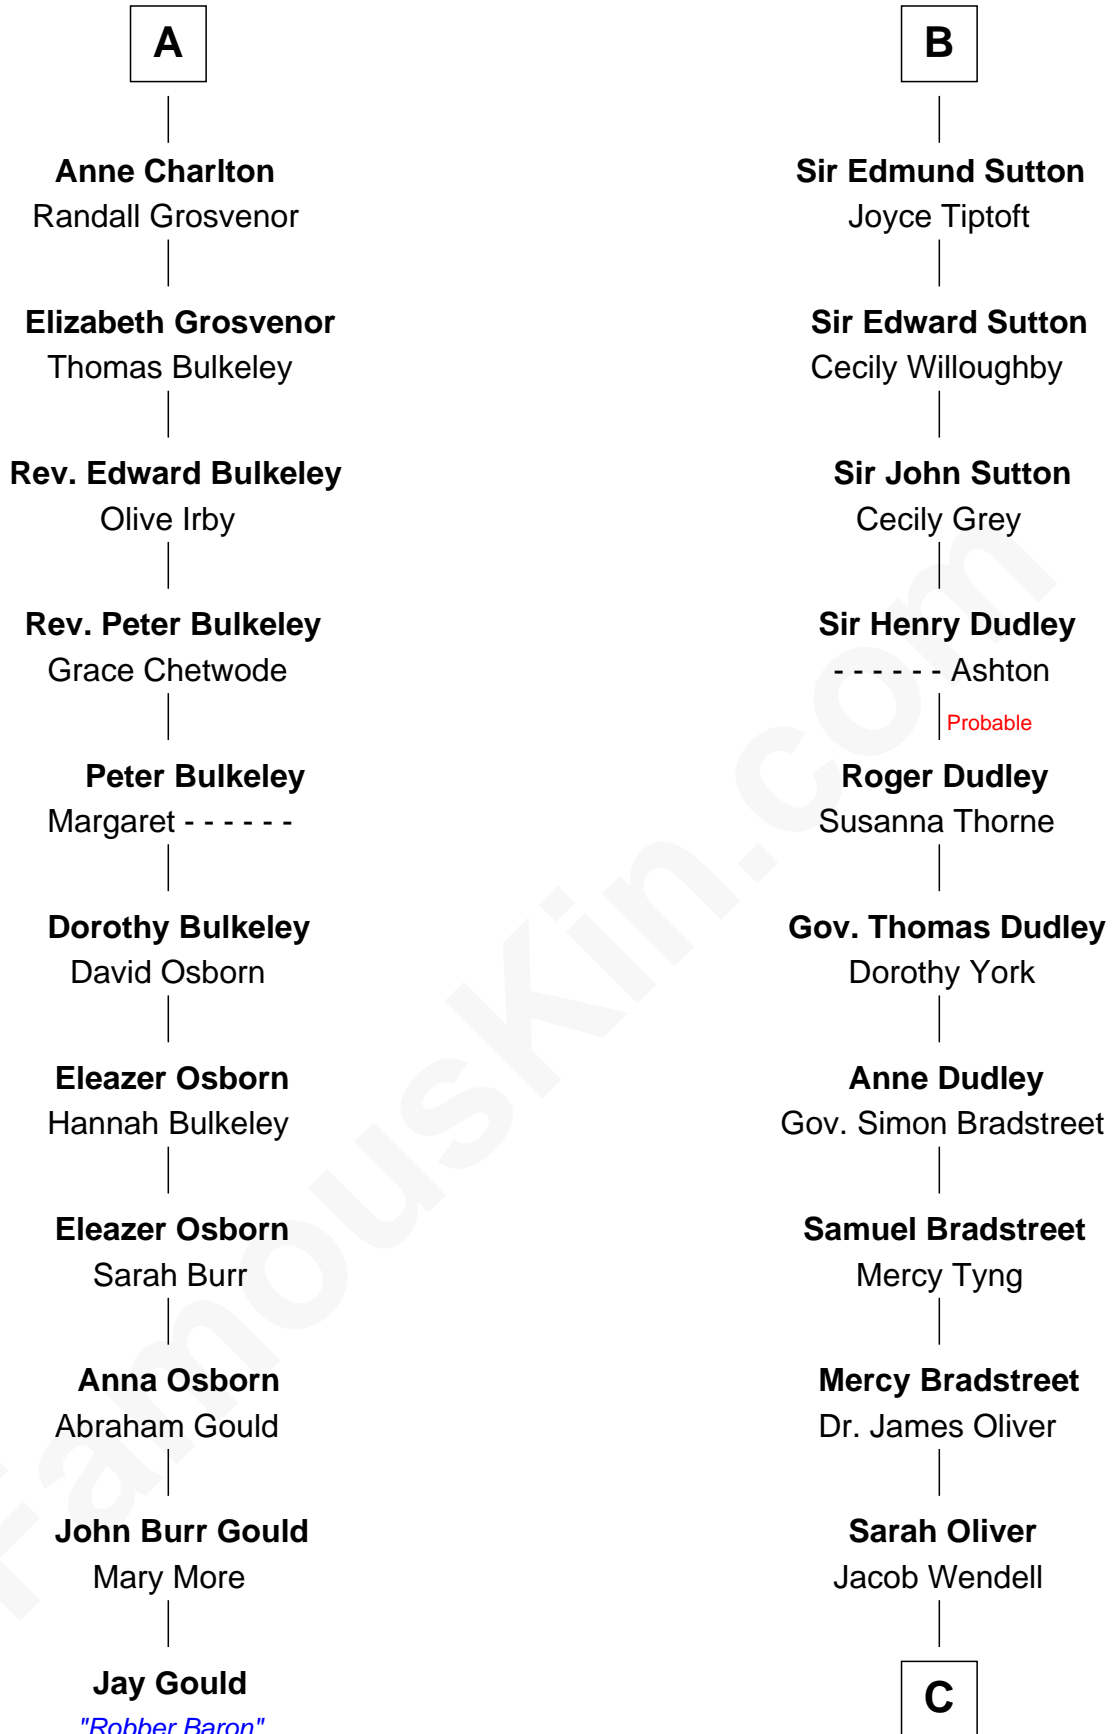 A
Anne Charlton
Randall Grosvenor
Elizabeth Grosvenor
Thomas Bulkeley
Rev. Edward Bulkeley
Olive Irby
Rev. Peter Bulkeley
Grace Chetwode
Peter Bulkeley
Margaret - - - - - -
Dorothy Bulkeley
David Osborn
Eleazer Osborn
Hannah Bulkeley
Eleazer Osborn
Sarah Burr
Anna Osborn
Abraham Gould
John Burr Gould
Mary More
Jay Gould
"Robber Baron"
B
Sir Edmund Sutton
Joyce Tiptoft
Sir Edward Sutton
Cecily Willoughby
Sir John Sutton
Cecily Grey
Sir Henry Dudley
- - - - - - Ashton
Probable
Roger Dudley
Susanna Thorne
Gov. Thomas Dudley
Dorothy York
Anne Dudley
Gov. Simon Bradstreet
Samuel Bradstreet
Mercy Tyng
Mercy Bradstreet
Dr. James Oliver
Sarah Oliver
Jacob Wendell
C
FamousKin.com